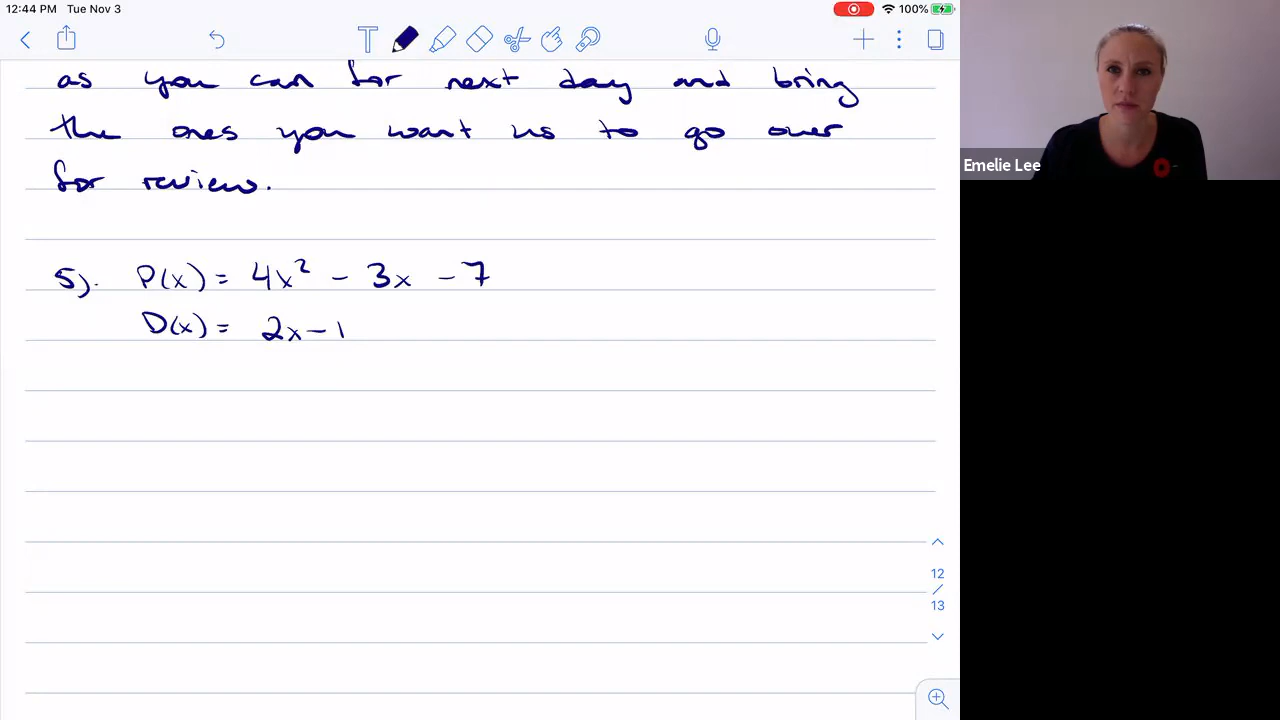 12:44 PM Tue Nov 3
100%
T
as you can for next day and bring
the ones you want us to go over
for review.
5). P(x) = 4x² - 3x - 7
D(x) = 2x - 1
12
/
13
Emelie Lee